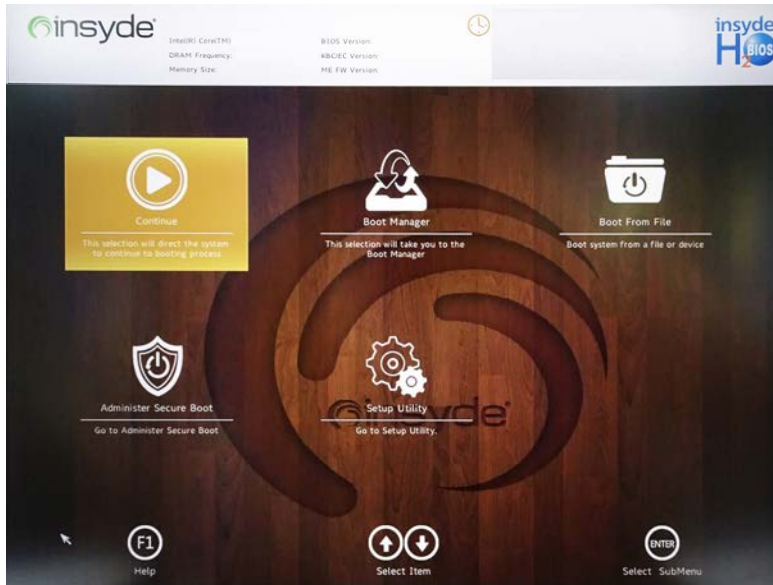 insyde
Intel(R) Core(TM)
DRAM Frequency:
Memory Size:
BIOS Version:
KBC/EC Version:
ME FW Version:
insyde
H2O
BIOS
Continue
This selection will direct the system
to continue to booting process
Boot Manager
This selection will take you to the
Boot Manager
Boot From File
Boot system from a file or device
Administer Secure Boot
Go to Administer Secure Boot
Setup Utility
Go to Setup Utility.
insyde
F1
Help
Select Item
ENTER
Select SubMenu